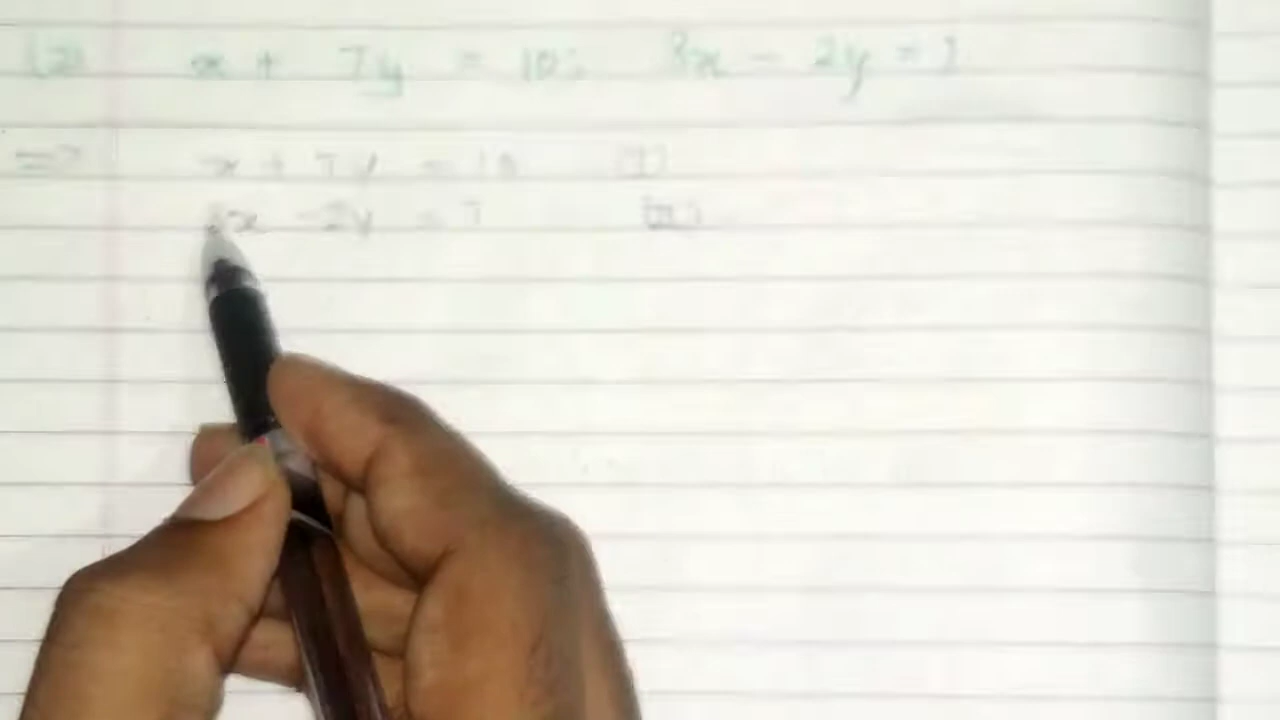 (2) x + 7y = 10; 3x - 2y = 7
=> x + 7y = 10 (I)
3x - 2y = 7 (II)